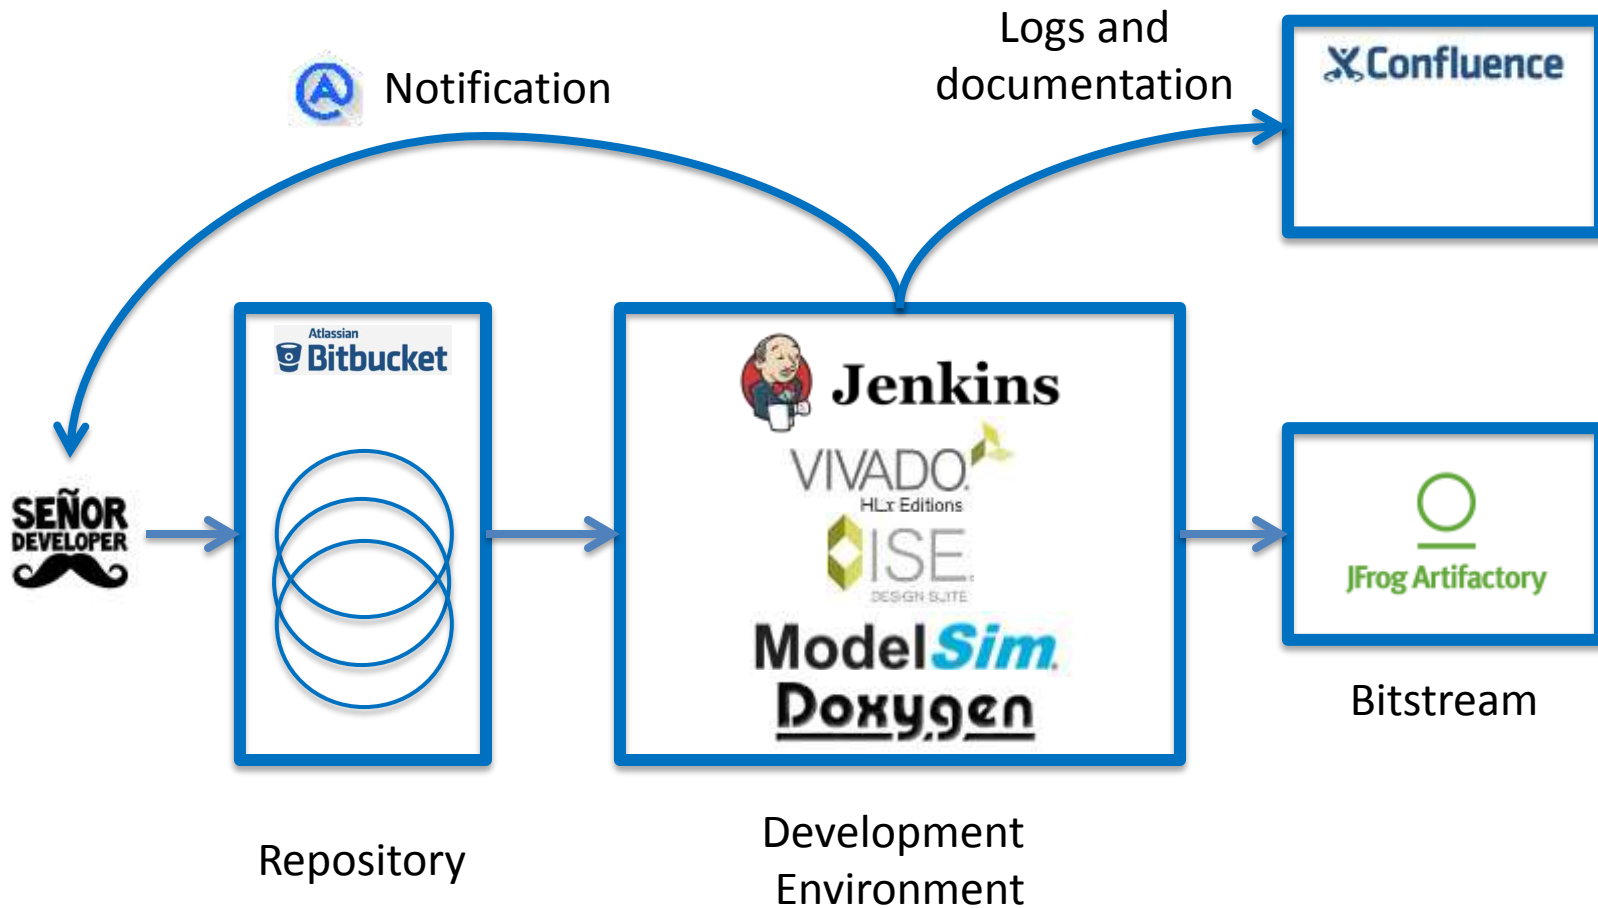 Logs and
documentation
Confluence
Notification
Atlassian
Bitbucket
Jenkins
VIVADO
HLx Editions
ISE
DESIGN SUITE
ModelSim
Doxygen
SEÑOR
DEVELOPER
JFrog Artifactory
Bitstream
Repository
Development
Environment